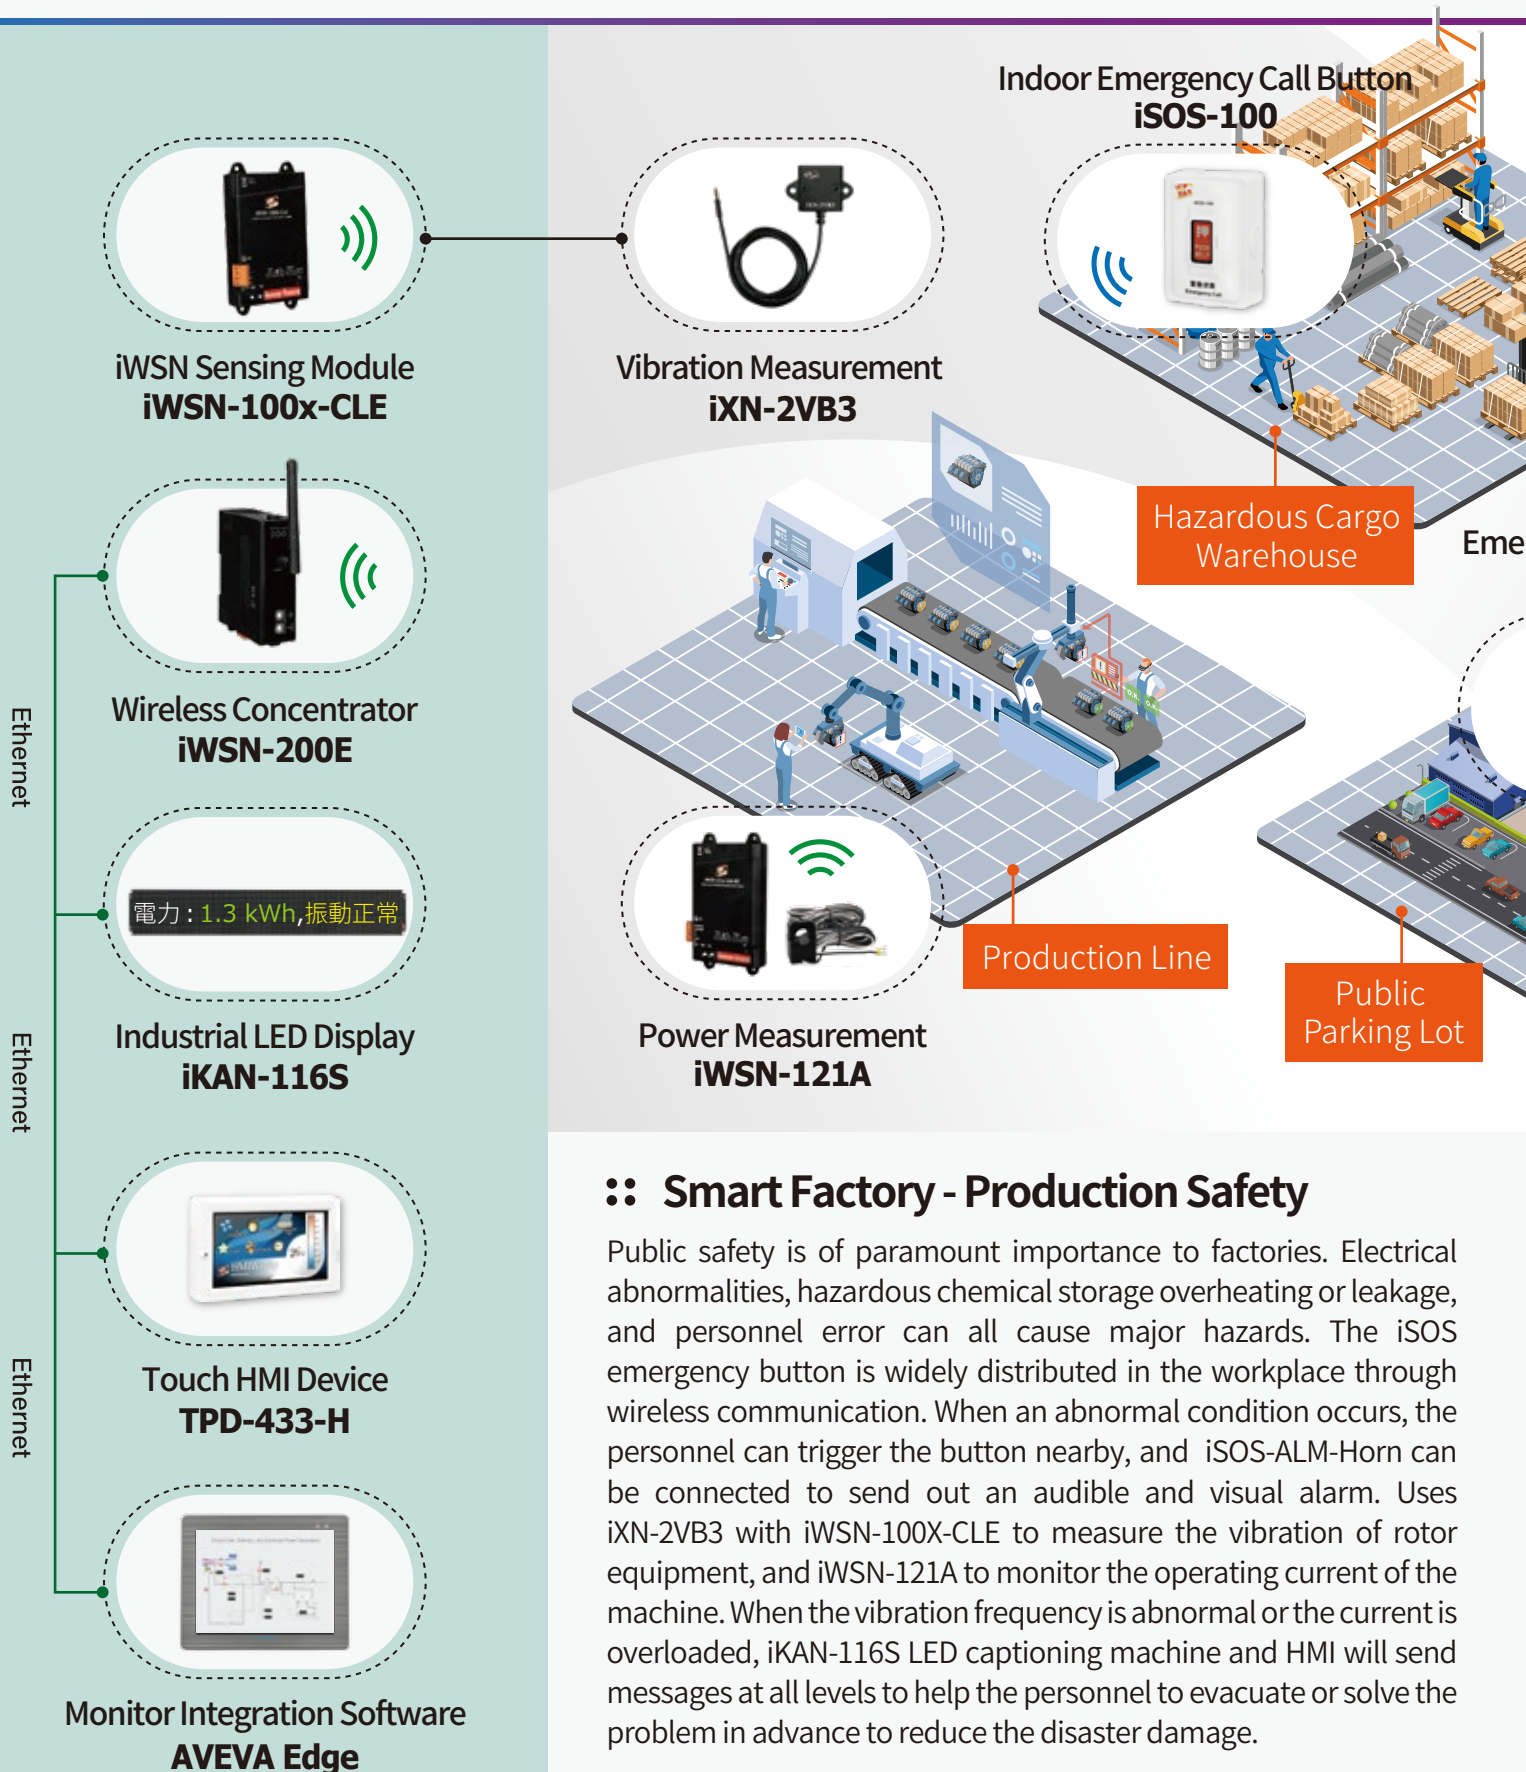 Indoor Emergency Call Button
iSOS-100
iWSN Sensing Module
iWSN-100x-CLE
Vibration Measurement
iXN-2VB3
Hazardous Cargo
Warehouse
Eme
Wireless Concentrator
iWSN-200E
Ethernet
電力 : 1.3 kWh,振動正常
Industrial LED Display
iKAN-116S
Ethernet
Production Line
Public
Parking Lot
Power Measurement
iWSN-121A
Touch HMI Device
TPD-433-H
Ethernet
Monitor Integration Software
AVEVA Edge
Smart Factory - Production Safety
Public safety is of paramount importance to factories. Electrical
abnormalities, hazardous chemical storage overheating or leakage,
and personnel error can all cause major hazards. The iSOS
emergency button is widely distributed in the workplace through
wireless communication. When an abnormal condition occurs, the
personnel can trigger the button nearby, and iSOS-ALM-Horn can
be connected to send out an audible and visual alarm. Uses
iXN-2VB3 with iWSN-100X-CLE to measure the vibration of rotor
equipment, and iWSN-121A to monitor the operating current of the
machine. When the vibration frequency is abnormal or the current is
overloaded, iKAN-116S LED captioning machine and HMI will send
messages at all levels to help the personnel to evacuate or solve the
problem in advance to reduce the disaster damage.